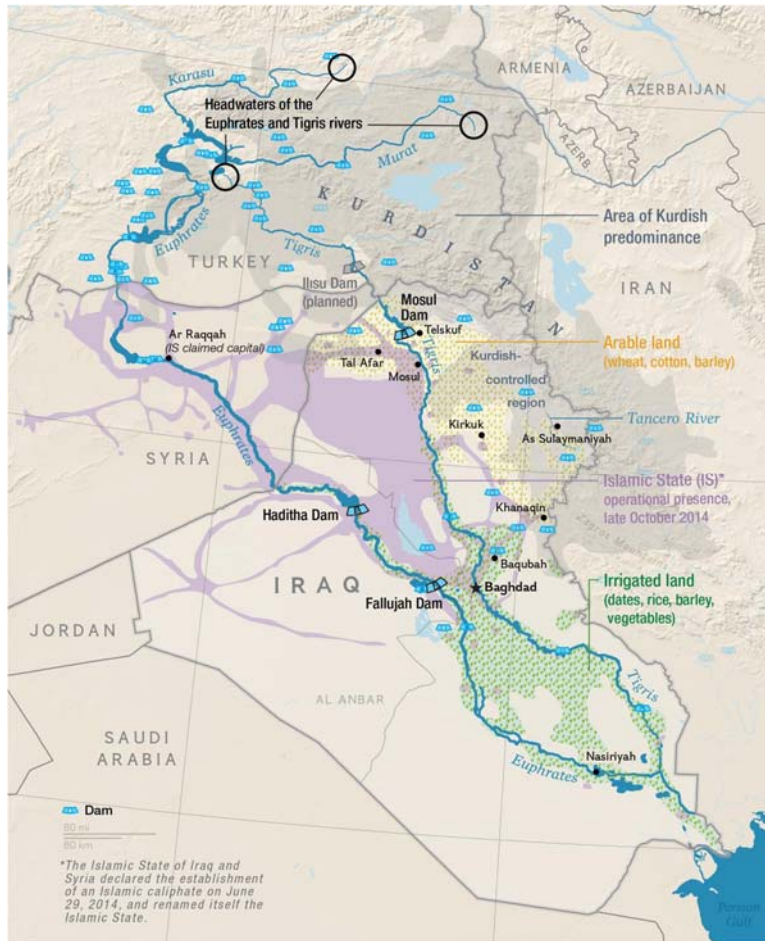 ARMENIA
AZERBAIJAN
Karasu
Headwaters of the
Euphrates and Tigris rivers
AZERB.
Murat
KURDISTAN
Euphrates
Area of Kurdish
predominance
Tigris
TURKEY
IRAN
Ilısu Dam
(planned)
Mosul
Dam
Telskuf
Ar Raqqah
(IS claimed capital)
Tigris
Arable land
(wheat, cotton, barley)
Tal Afar
Mosul
Kurdish-
controlled
region
Tancero River
Kirkuk
As Sulaymaniyah
Euphrates
SYRIA
Islamic State (IS)*
operational presence,
late October 2014
Haditha Dam
Khanaqin
Baqubah
IRAQ
Baghdad
Fallujah Dam
Irrigated land
(dates, rice, barley,
vegetables)
JORDAN
Tigris
AL ANBAR
SAUDI
ARABIA
Nasiriyah
Euphrates
Dam
80 mi
80 km
*The Islamic State of Iraq and
Syria declared the establishment
of an Islamic caliphate on June
29, 2014, and renamed itself the
Islamic State.
Persian
Gulf